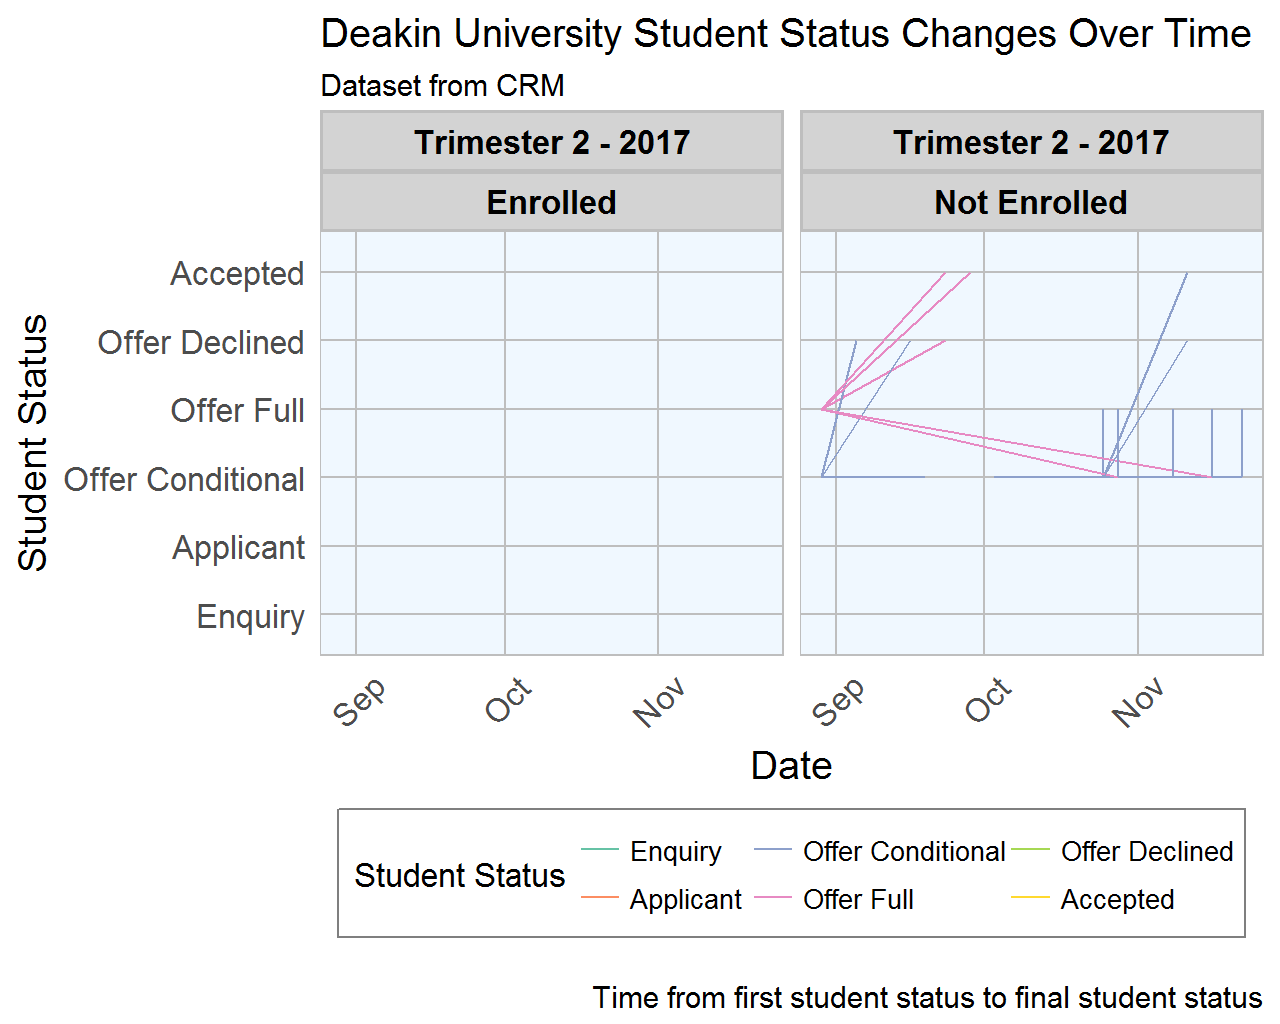 Deakin University Student Status Changes Over Time
Dataset from CRM
Trimester 2 - 2017
Trimester 2 - 2017
Enrolled
Not Enrolled
Student Status
Accepted
Offer Declined
Offer Full
Offer Conditional
Applicant
Enquiry
Sep
Oct
Nov
Sep
Oct
Nov
Date
Student Status
Enquiry
Offer Conditional
Offer Declined
Applicant
Offer Full
Accepted
Time from first student status to final student status